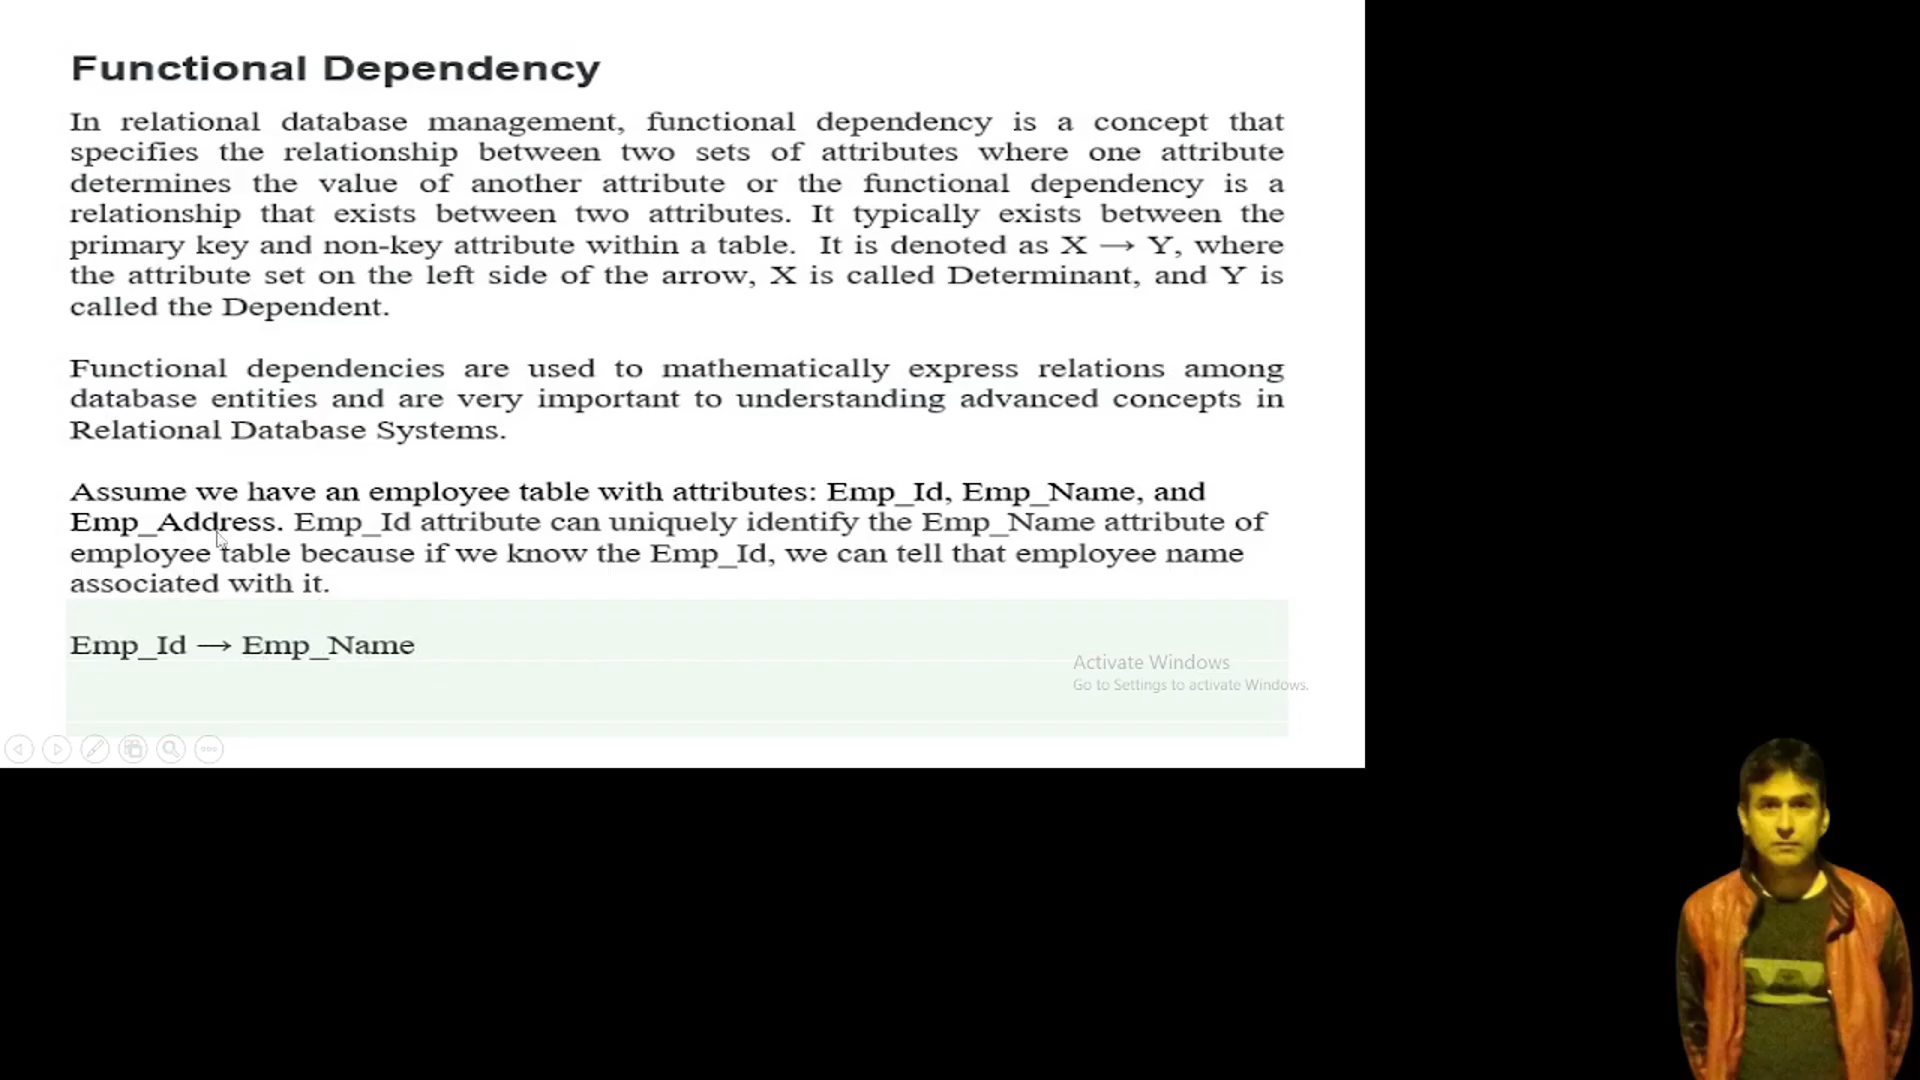 Functional Dependency
In relational database management, functional dependency is a concept that
specifies the relationship between two sets of attributes where one attribute
determines the value of another attribute or the functional dependency is a
relationship that exists between two attributes. It typically exists between the
primary key and non-key attribute within a table. It is denoted as X → Y, where
the attribute set on the left side of the arrow, X is called Determinant, and Y is
called the Dependent.
Functional dependencies are used to mathematically express relations among
database entities and are very important to understanding advanced concepts in
Relational Database Systems.
Assume we have an employee table with attributes: Emp_Id, Emp_Name, and
Emp_Address. Emp_Id attribute can uniquely identify the Emp_Name attribute of
employee table because if we know the Emp_Id, we can tell that employee name
associated with it.
Emp_Id → Emp_Name
Activate Windows
Go to Settings to activate Windows.